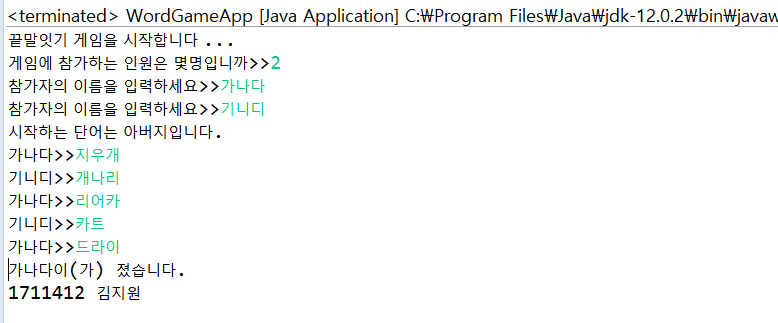 <terminated> WordGameApp [Java Application] C:₩Program Files₩Java₩jdk-12.0.2₩bin₩javaw
끝말잇기 게임을 시작합니다 ...
게임에 참가하는 인원은 몇명입니까>>2
참가자의 이름을 입력하세요>>가나다
참가자의 이름을 입력하세요>>기니디
시작하는 단어는 아버지입니다.
가나다>>지우개
기니디>>개나리
가나다>>리어카
기니디>>카트
가나다>>드라이
가나다이(가) 졌습니다.
1711412 김지원